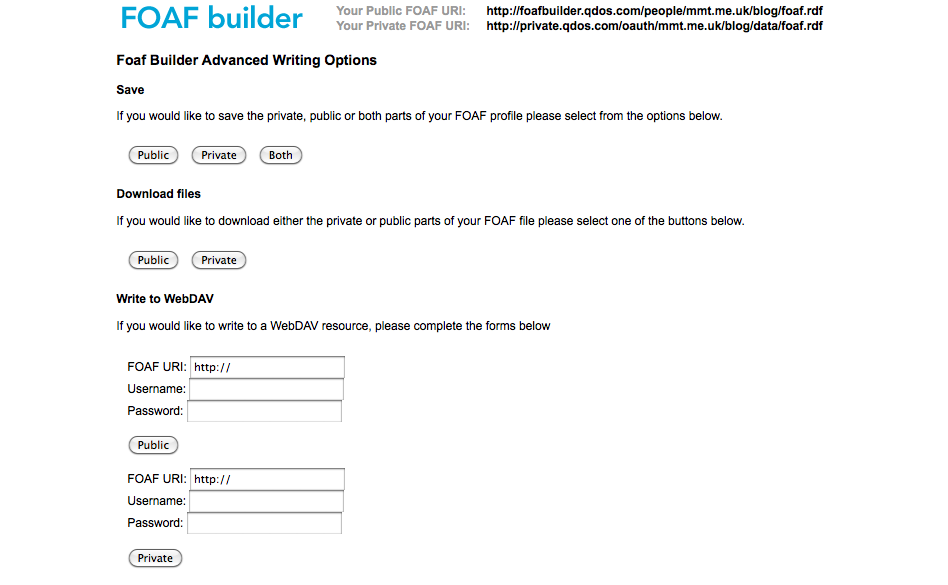 FOAF builder
Your Public FOAF URI: http://foafbuilder.qdos.com/people/mmt.me.uk/blog/foaf.rdf
Your Private FOAF URI: http://private.qdos.com/oauth/mmt.me.uk/blog/data/foaf.rdf
Foaf Builder Advanced Writing Options
Save
If you would like to save the private, public or both parts of your FOAF profile please select from the options below.
Public Private Both
Download files
If you would like to download either the private or public parts of your FOAF file please select one of the buttons below.
Public Private
Write to WebDAV
If you would like to write to a WebDAV resource, please complete the forms below
FOAF URI: http://
Username:
Password:
Public
FOAF URI: http://
Username:
Password:
Private